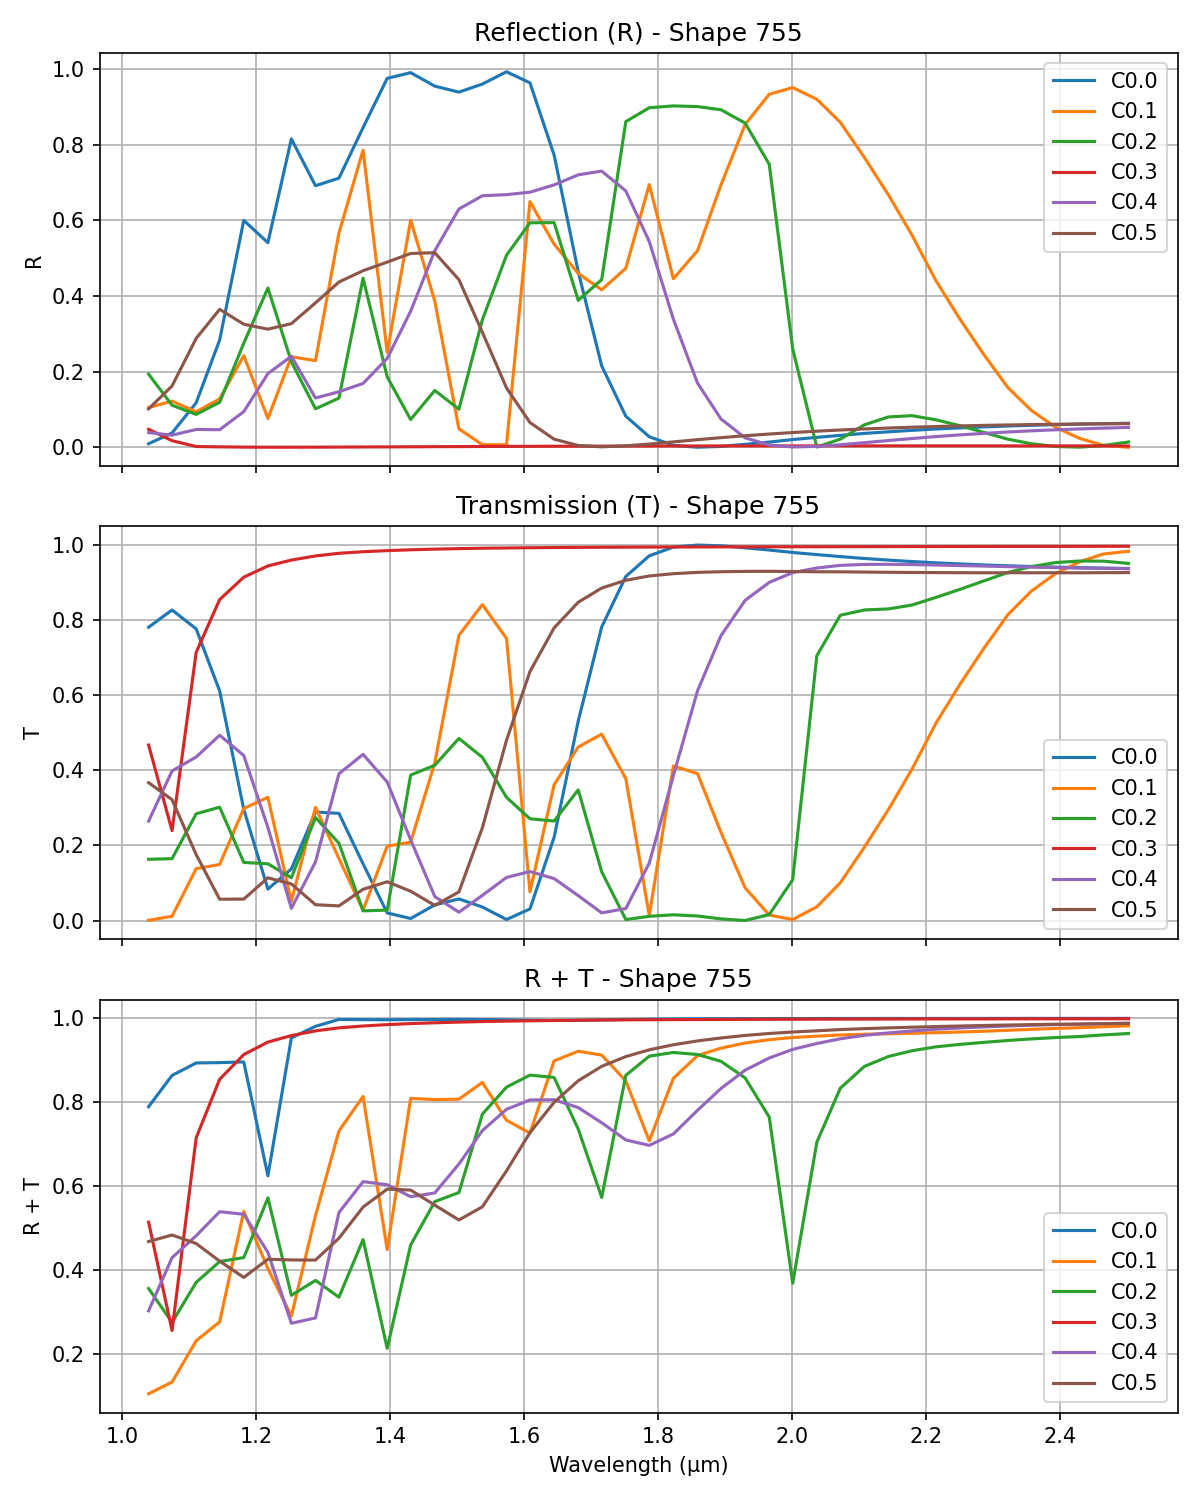 Reflection (R) - Shape 755
1.0
0.8
0.6
0.4
0.2
0.0
R
C0.0
C0.1
C0.2
C0.3
C0.4
C0.5
Transmission (T) - Shape 755
1.0
0.8
0.6
0.4
0.2
0.0
T
C0.0
C0.1
C0.2
C0.3
C0.4
C0.5
R + T - Shape 755
1.0
0.8
0.6
0.4
0.2
R + T
C0.0
C0.1
C0.2
C0.3
C0.4
C0.5
1.0 1.2 1.4 1.6 1.8 2.0 2.2 2.4
Wavelength (μm)